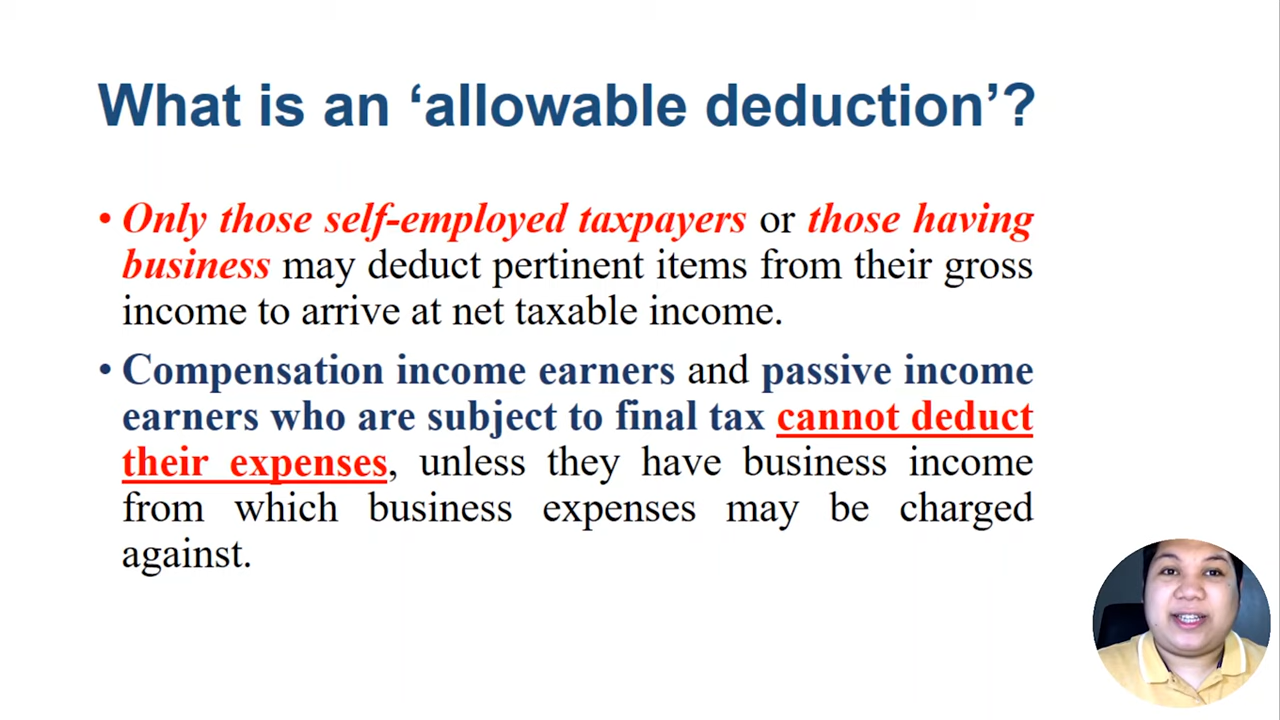 What is an ‘allowable deduction’?
• Only those self-employed taxpayers or those having
business may deduct pertinent items from their gross
income to arrive at net taxable income.
• Compensation income earners and passive income
earners who are subject to final tax cannot deduct
their expenses, unless they have business income
from which business expenses may be charged
against.